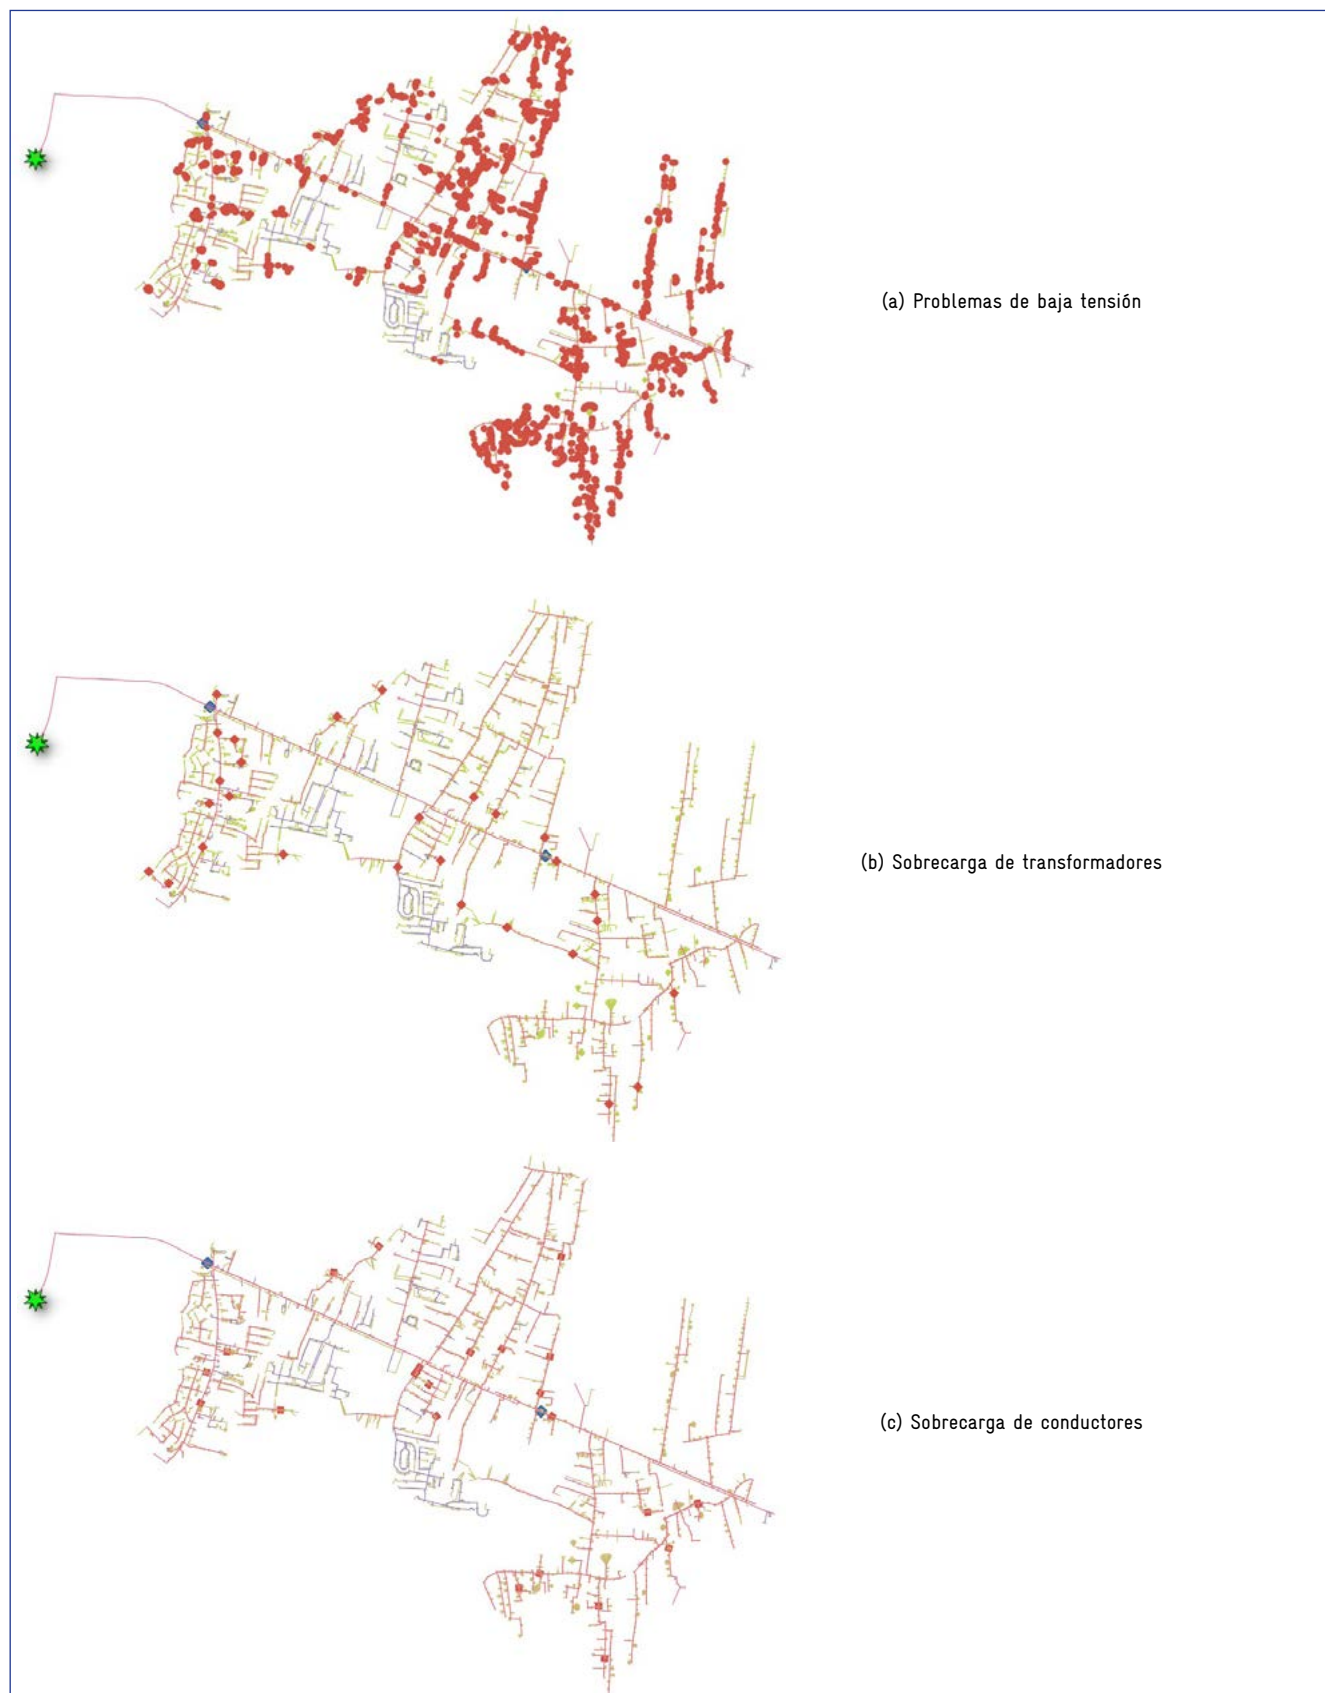 (a) Problemas de baja tensión
(b) Sobrecarga de transformadores
(c) Sobrecarga de conductores